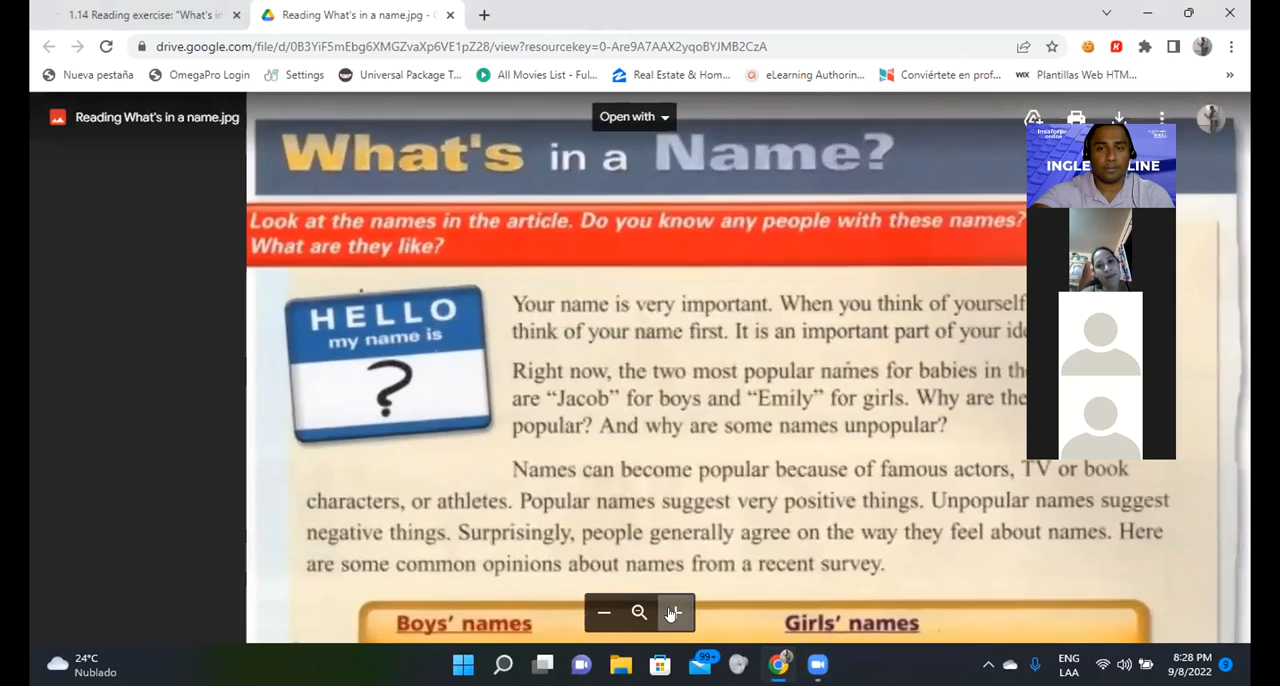 1.14 Reading exercise: "What's in
Reading What's in a name.jpg - G
drive.google.com/file/d/0B3YiF5mEbg6XMGZvaXp6VE1pZ28/view?resourcekey=0-Are9A7AAX2yqoBYJMB2CzA
Nueva pestaña
OmegaPro Login
Settings
Universal Package T...
All Movies List - Ful...
Real Estate & Hom...
eLearning Authorin...
Conviértete en prof...
WIX Plantillas Web HTM...
Reading What's in a name.jpg
Open with
What's in a Name?
Look at the names in the article. Do you know any people with these names?
What are they like?
INGLE LINE
HELLO
my name is
?
Your name is very important. When you think of yourself
think of your name first. It is an important part of your ide
Right now, the two most popular names for babies in th
are “Jacob” for boys and “Emily” for girls. Why are the
popular? And why are some names unpopular?
Names can become popular because of famous actors, TV or book
characters, or athletes. Popular names suggest very positive things. Unpopular names suggest
negative things. Surprisingly, people generally agree on the way they feel about names. Here
are some common opinions about names from a recent survey.
Boys’ names
Girls’ names
24°C
Nublado
99+
ENG
LAA
8:28 PM
9/8/2022
9